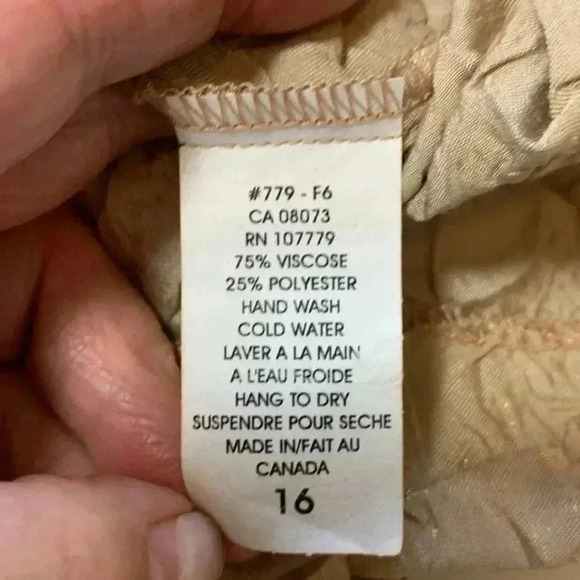 #779 - F6
CA 08073
RN 107779
75% VISCOSE
25% POLYESTER
HAND WASH
COLD WATER
LAVER A LA MAIN
A L'EAU FROIDE
HANG TO DRY
SUSPENDRE POUR SECHE
MADE IN/FAIT AU
CANADA
16